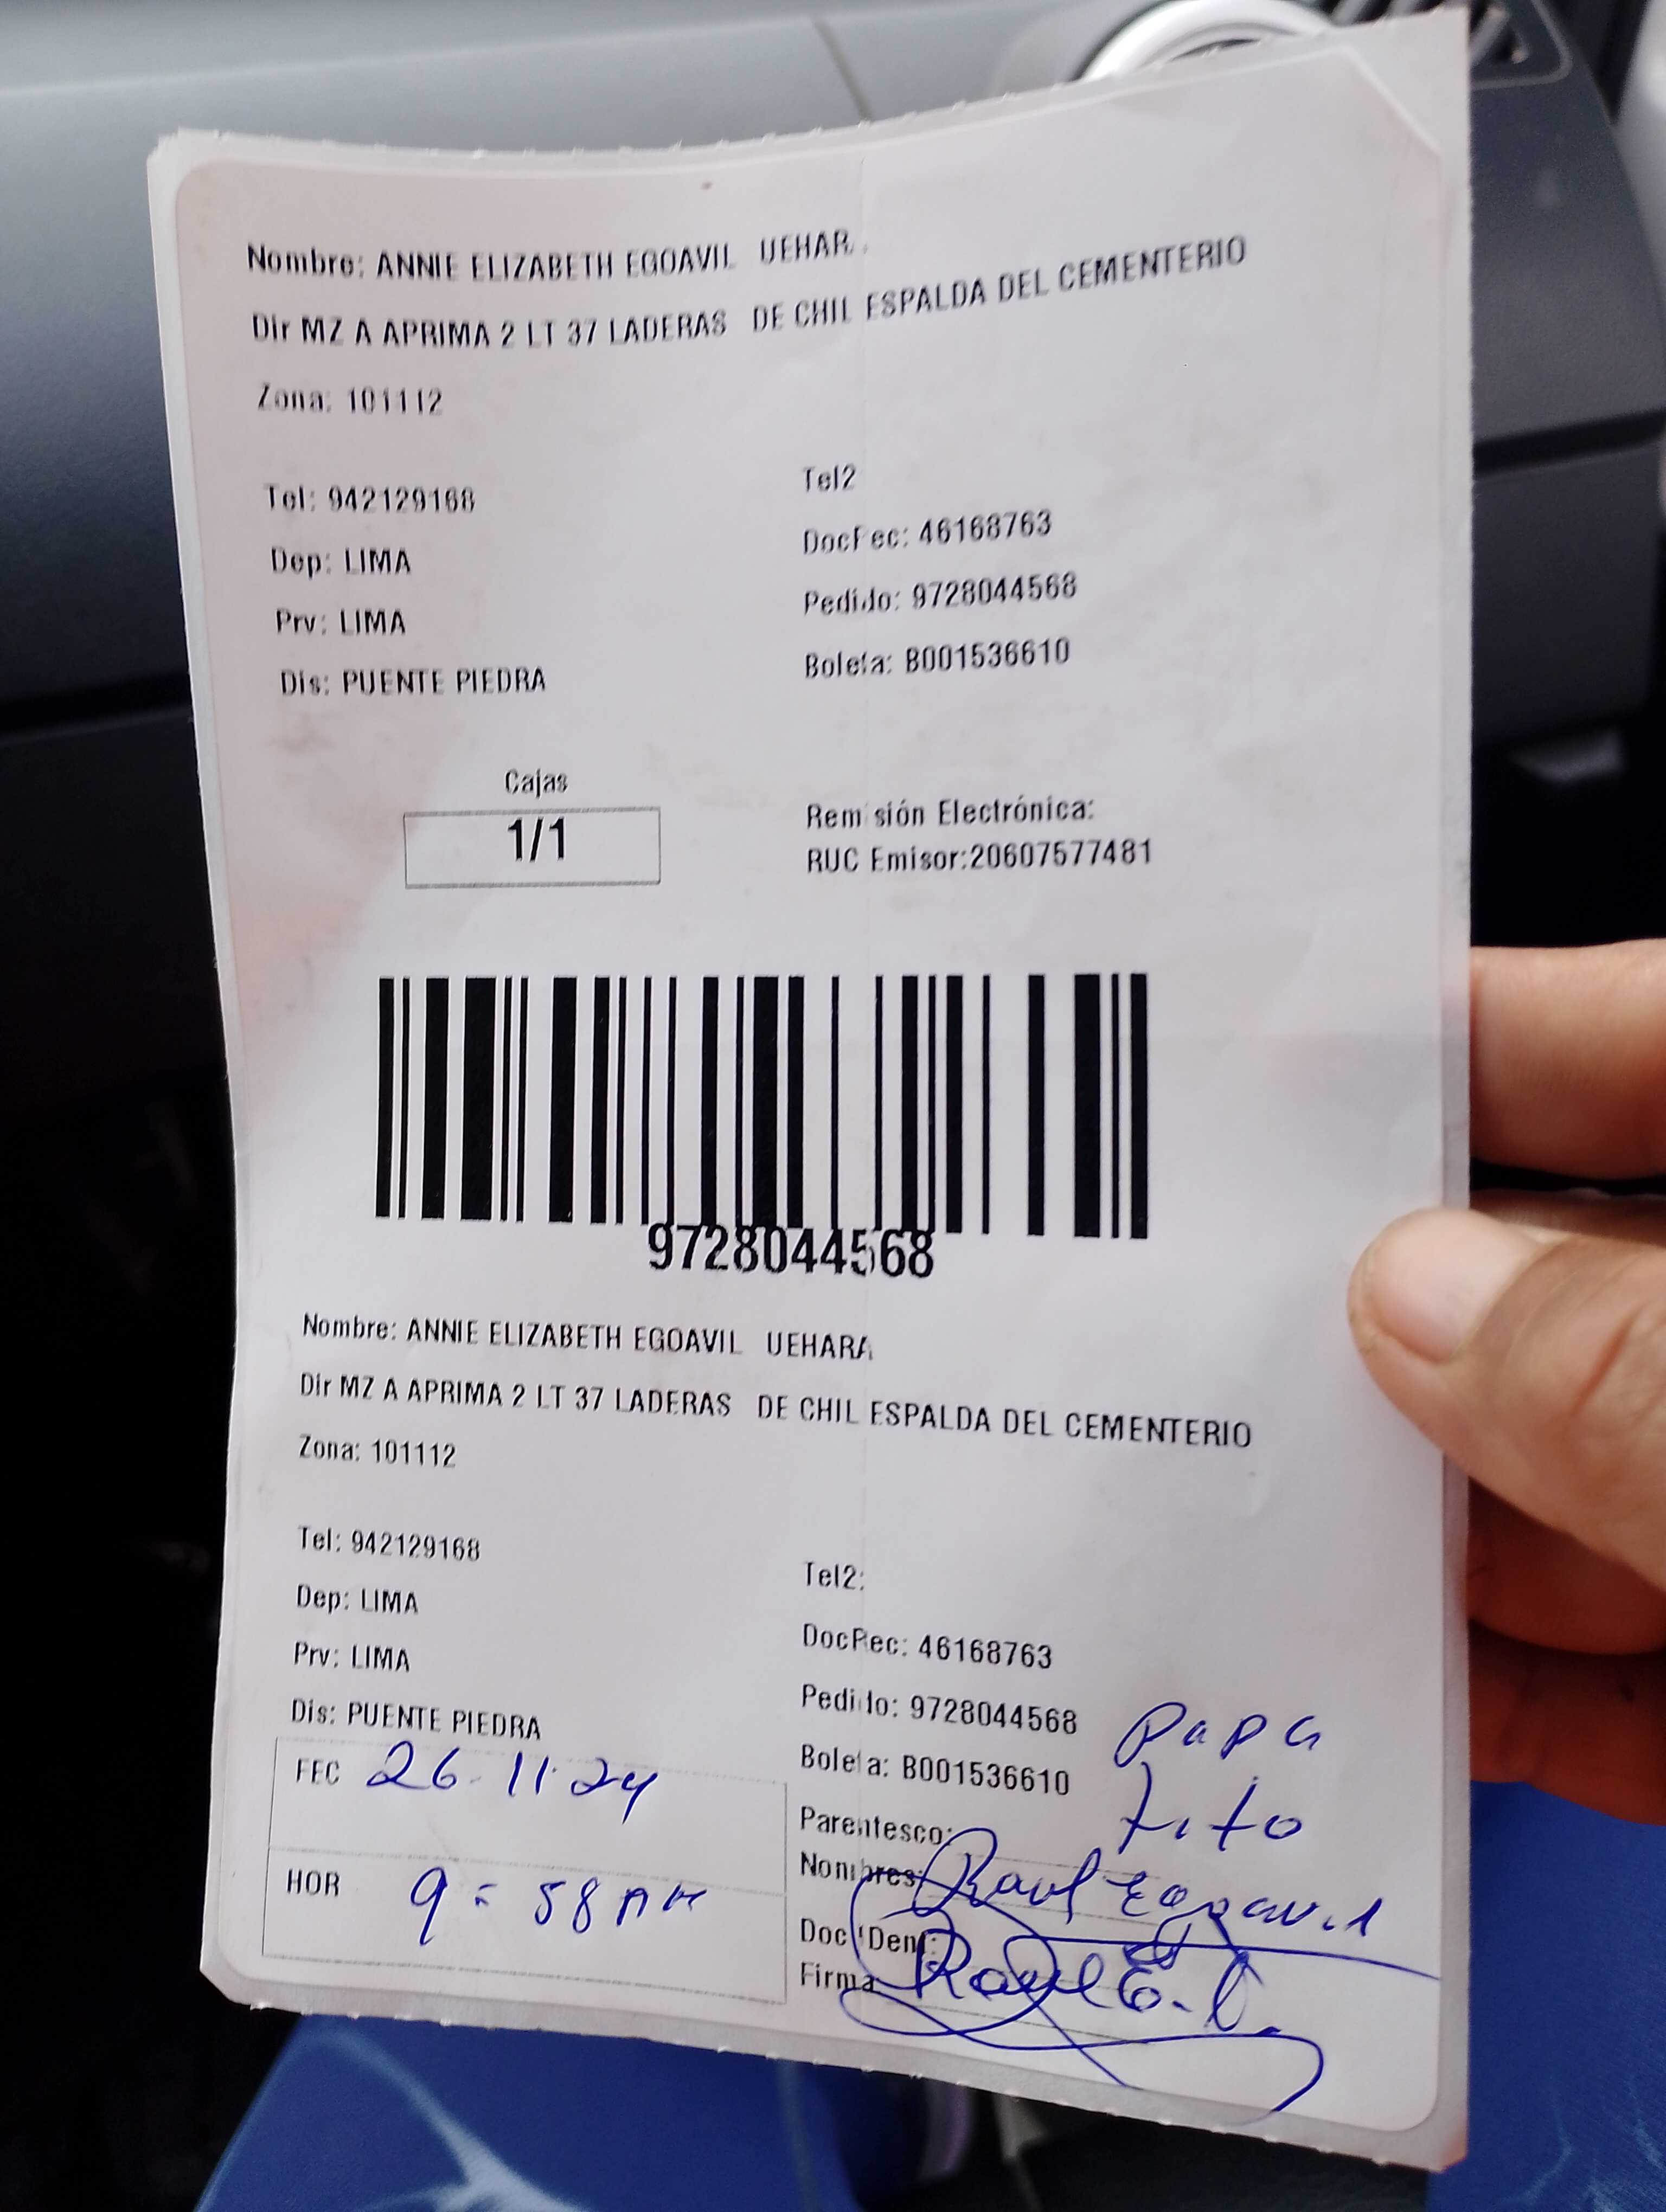 Nombre: ANNIE ELIZABETH EGOAVIL UEHAR
Dir MZ A APRIMA 2 LT 37 LADERAS DE CHIL ESPALDA DEL CEMENTERIO
Zona: 101112
Tel: 942129168
Tel2
Dep: LIMA
DocRec: 46168763
Prv: LIMA
Pedido: 9728044568
Dis: PUENTE PIEDRA
Boleta: B001536610
Cajas
1/1
Remisión Electrónica:
RUC Emisor:20607577481
9728044568
Nombre: ANNIE ELIZABETH EGOAVIL UEHARA
Dir MZ A APRIMA 2 LT 37 LADERAS DE CHIL ESPALDA DEL CEMENTERIO
Zona: 101112
Tel: 942129168
Tel2:
Dep: LIMA
DocRec: 46168763
Prv: LIMA
Pedido: 9728044568
Dis: PUENTE PIEDRA
Boleta: B001536610
FEC 26-11-24
HOR 9:58 AM
Papa
tito
Parentesco:
Nombres: Raul Egoavil
Doc Dent:
Firma: Raul E.